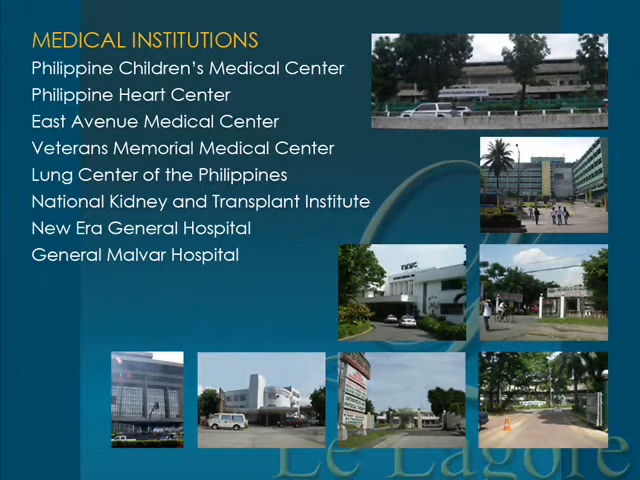 MEDICAL INSTITUTIONS
Philippine Children's Medical Center
Philippine Heart Center
East Avenue Medical Center
Veterans Memorial Medical Center
Lung Center of the Philippines
National Kidney and Transplant Institute
New Era General Hospital
General Malvar Hospital
VMMC
Le Lagore